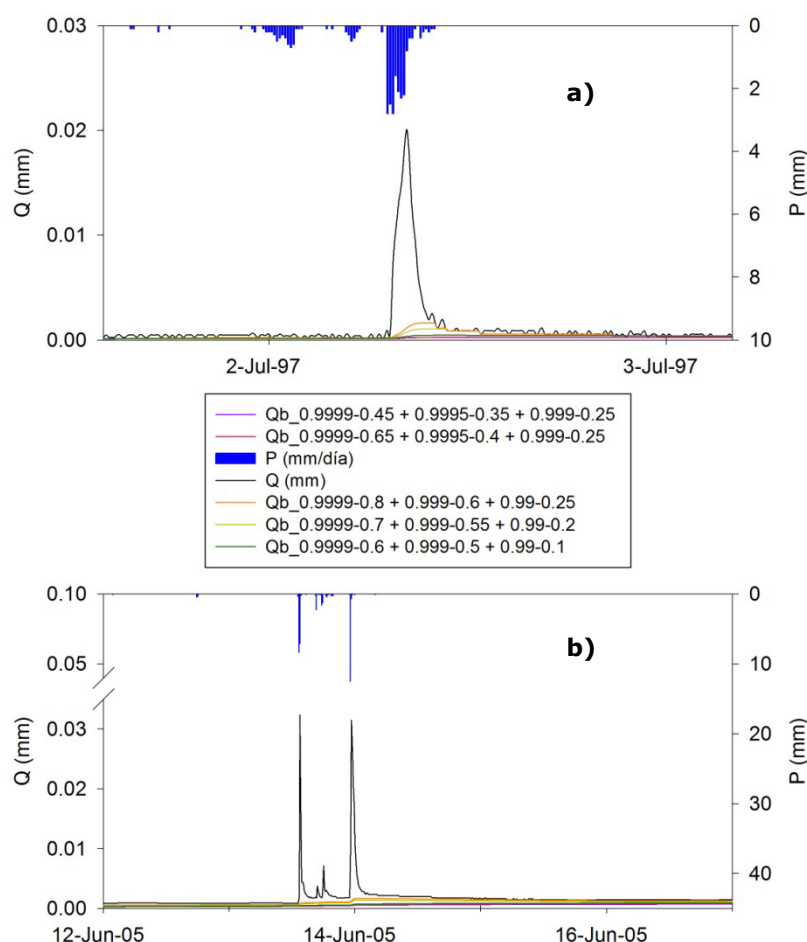 0.03
0.02
0.01
0.00
Q (mm)
a)
0
2
4
6
8
10
P (mm)
2-Jul-97
3-Jul-97
Qb_0.9999-0.45 + 0.9995-0.35 + 0.999-0.25
Qb_0.9999-0.65 + 0.9995-0.4 + 0.999-0.25
P (mm/día)
Q (mm)
Qb_0.9999-0.8 + 0.999-0.6 + 0.99-0.25
Qb_0.9999-0.7 + 0.999-0.55 + 0.99-0.2
Qb_0.9999-0.6 + 0.999-0.5 + 0.99-0.1
0.10
0.05
0.03
0.02
0.01
0.00
Q (mm)
b)
0
10
20
30
40
P (mm)
12-Jun-05
14-Jun-05
16-Jun-05